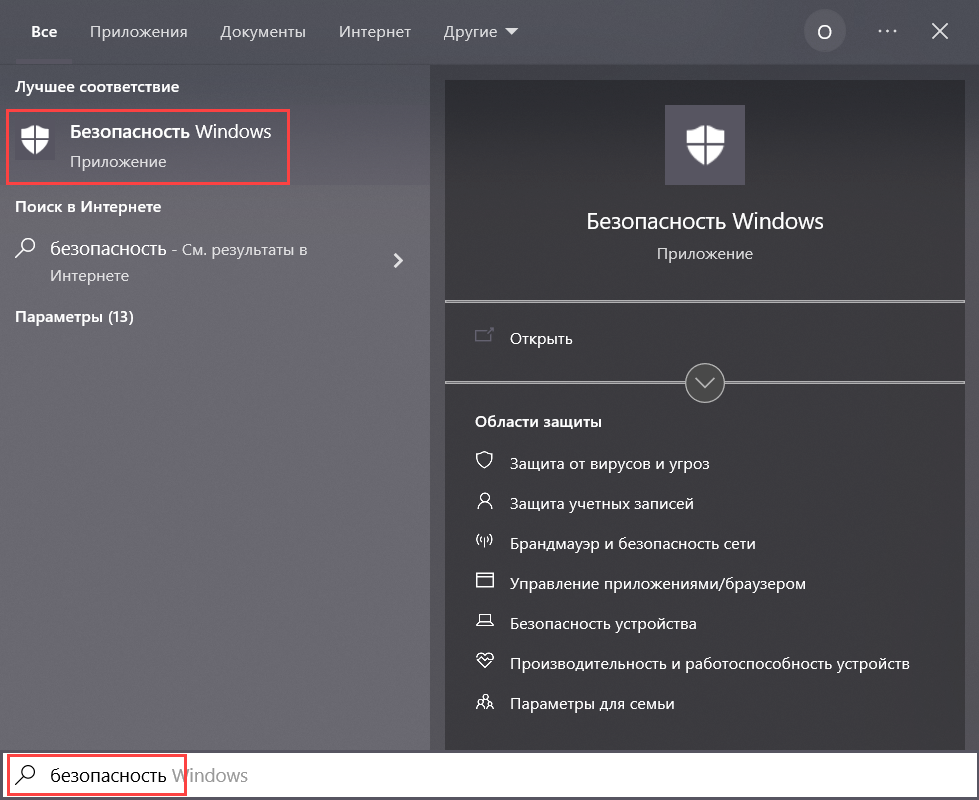 Все Приложения Документы Интернет Другие О ...
Лучшее соответствие
Безопасность Windows
Приложение
Поиск в Интернете
безопасность - См. результаты в
Интернете
Параметры (13)
Безопасность Windows
Приложение
Открыть
Области защиты
Защита от вирусов и угроз
Защита учетных записей
Брандмауэр и безопасность сети
Управление приложениями/браузером
Безопасность устройства
Производительность и работоспособность устройств
Параметры для семьи
безопасность Windows